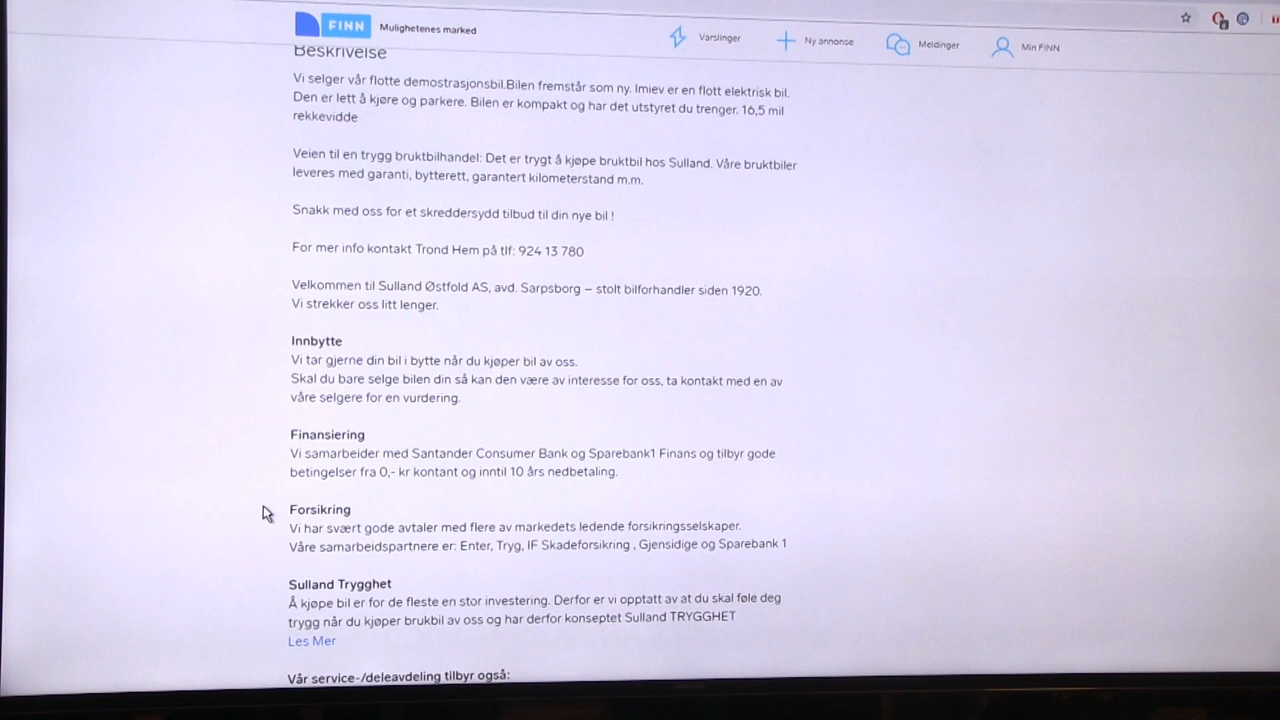 FINN Mulighetenes marked Varslinger Ny annonse Meldinger Min FINN
Beskrivelse
Vi selger vår flotte demostrasjonsbil.Bilen fremstår som ny. Imiev er en flott elektrisk bil.
Den er lett å kjøre og parkere. Bilen er kompakt og har det utstyret du trenger. 16,5 mil
rekkevidde
Veien til en trygg bruktbilhandel: Det er trygt å kjøpe bruktbil hos Sulland. Våre bruktbiler
leveres med garanti, bytterett, garantert kilometerstand m.m.
Snakk med oss for et skreddersydd tilbud til din nye bil !
For mer info kontakt Trond Hem på tlf: 924 13 780
Velkommen til Sulland Østfold AS, avd. Sarpsborg – stolt bilforhandler siden 1920.
Vi strekker oss litt lenger.
Innbytte
Vi tar gjerne din bil i bytte når du kjøper bil av oss.
Skal du bare selge bilen din så kan den være av interesse for oss, ta kontakt med en av
våre selgere for en vurdering.
Finansiering
Vi samarbeider med Santander Consumer Bank og Sparebank1 Finans og tilbyr gode
betingelser fra 0,- kr kontant og inntil 10 års nedbetaling.
Forsikring
Vi har svært gode avtaler med flere av markedets ledende forsikringsselskaper.
Våre samarbeidspartnere er: Enter, Tryg, IF Skadeforsikring , Gjensidige og Sparebank 1
Sulland Trygghet
Å kjøpe bil er for de fleste en stor investering. Derfor er vi opptatt av at du skal føle deg
trygg når du kjøper brukbil av oss og har derfor konseptet Sulland TRYGGHET
Les Mer
Vår service-/deleavdeling tilbyr også: